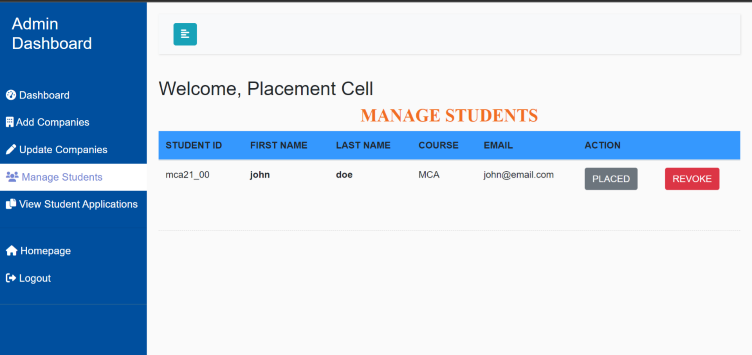 Admin
Dashboard
Dashboard
Add Companies
Update Companies
Manage Students
View Student Applications
Homepage
Logout
Welcome, Placement Cell
MANAGE STUDENTS
STUDENT ID FIRST NAME LAST NAME COURSE EMAIL ACTION
mca21_00 john doe MCA john@email.com PLACED REVOKE